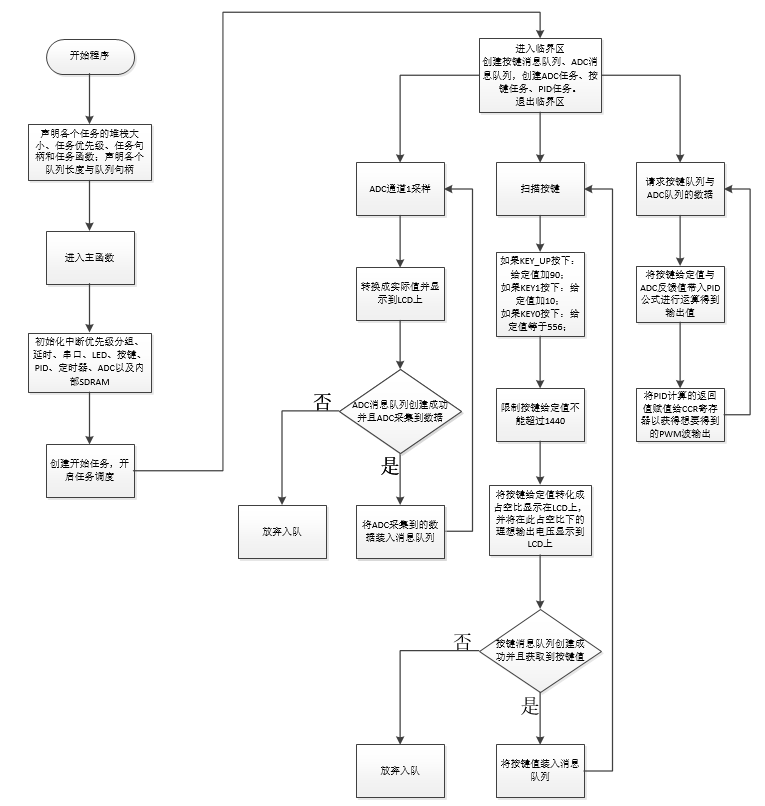 开始程序
声明各个任务的堆栈大
小、任务优先级、任务句
柄和任务函数；声明各个
队列长度与队列句柄
进入主函数
初始化中断优先级分组、
延时、串口、LED、按键、
PID、定时器、ADC以及内
部SDRAM
创建开始任务，开
启任务调度
进入临界区
创建按键消息队列、ADC消
息队列，创建ADC任务、按
键任务、PID任务。
退出临界区
ADC通道1采样
转换成实际值并显
示到LCD上
ADC消息队列创建成功
并且ADC采集到数据
否
是
放弃入队
将ADC采集到的数
据装入消息队列
扫描按键
如果KEY_UP按下：
给定值加90；
如果KEY1按下：给
定值加10；
如果KEY0按下：给
定值等于556；
限制按键给定值不
能超过1440
将按键给定值转化成
占空比显示在LCD上，
并将在此占空比下的
理想输出电压显示到
LCD上
按键消息队列创建成
功并且获取到按键值
否
是
放弃入队
将按键值装入消息
队列
请求按键队列与
ADC队列的数据
将按键给定值与
ADC反馈值带入PID
公式进行运算得到
输出值
将PID计算的返回
值赋值给CCR寄存
器以获得想要得到
的PWM波输出